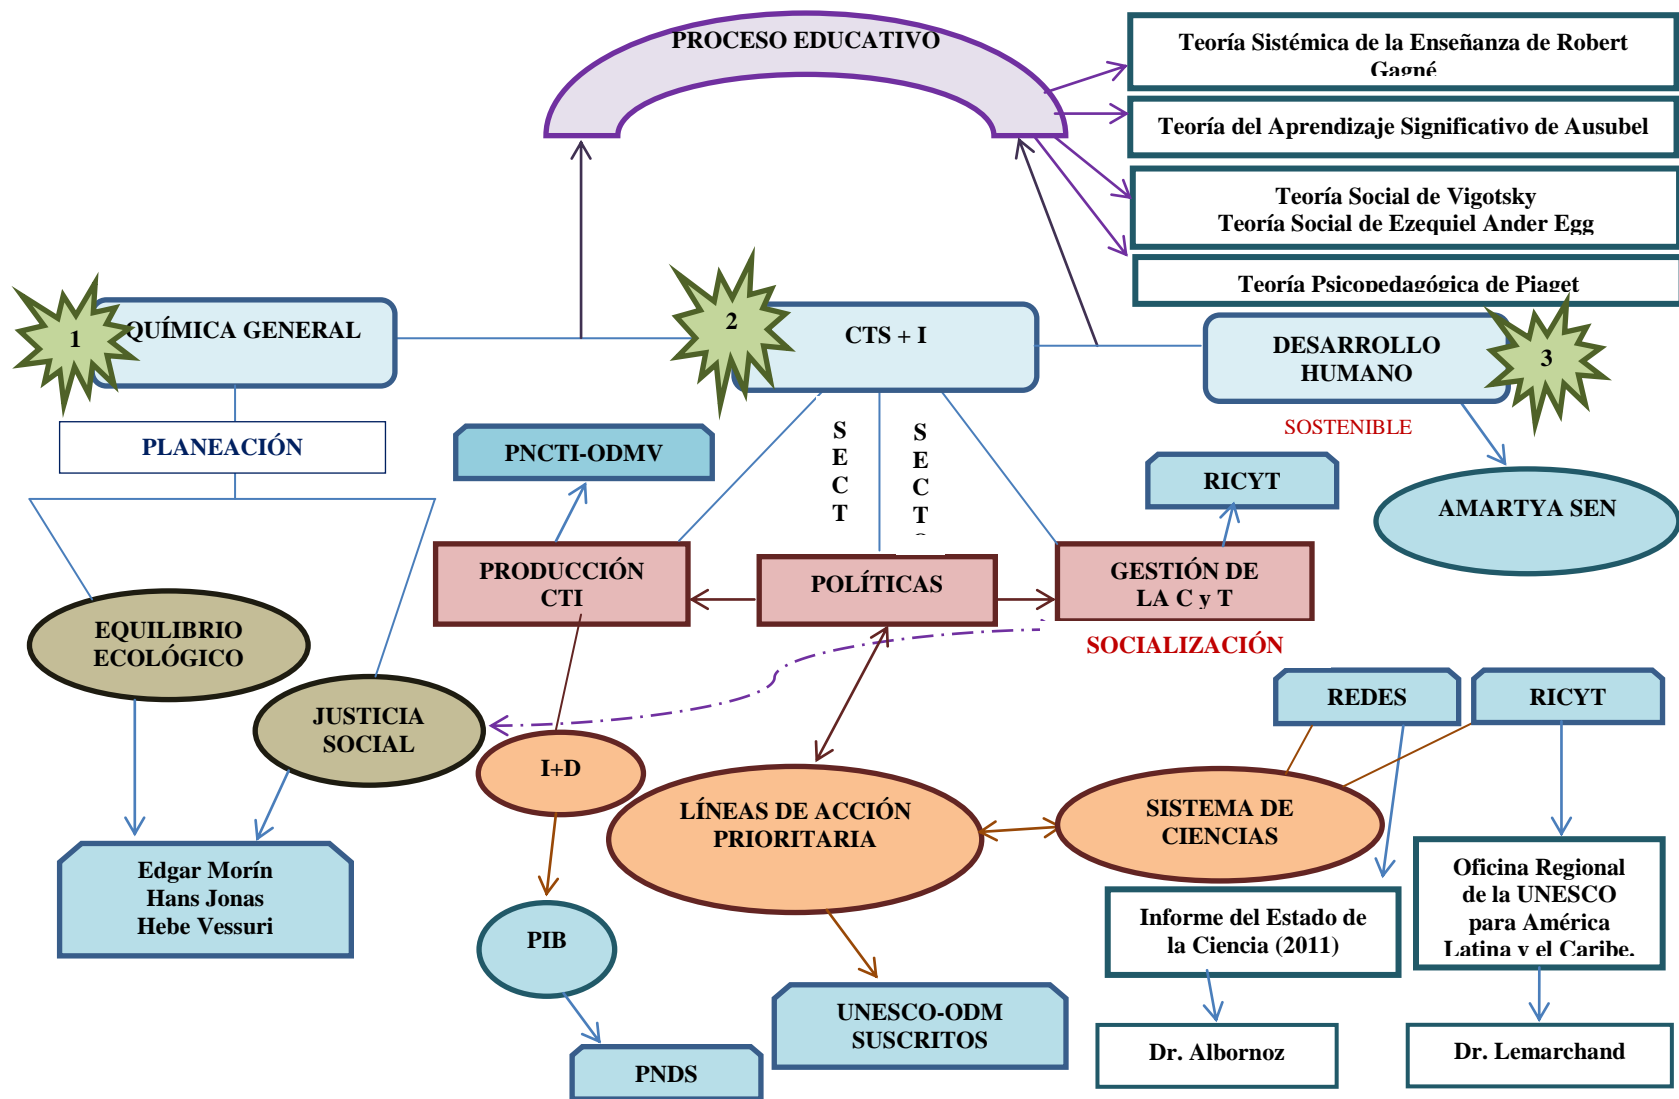 PROCESO EDUCATIVO
Teoría Sistémica de la Enseñanza de Robert
Gagné
Teoría del Aprendizaje Significativo de Ausubel
Teoría Social de Vigotsky
Teoría Social de Ezequiel Ander Egg
Teoría Psicopedagógica de Piaget
1
QUÍMICA GENERAL
2
CTS + I
DESARROLLO
HUMANO
3
SOSTENIBLE
PLANEACIÓN
PNCTI-ODMV
S
E
C
T
S
E
C
T
O
RICYT
AMARTYA SEN
PRODUCCIÓN
CTI
POLÍTICAS
GESTIÓN DE
LA C y T
SOCIALIZACIÓN
EQUILIBRIO
ECOLÓGICO
JUSTICIA
SOCIAL
REDES
RICYT
I+D
LÍNEAS DE ACCIÓN
PRIORITARIA
SISTEMA DE
CIENCIAS
Edgar Morín
Hans Jonas
Hebe Vessuri
PIB
Informe del Estado de
la Ciencia (2011)
Oficina Regional
de la UNESCO
para América
Latina y el Caribe.
UNESCO-ODM
SUSCRITOS
PNDS
Dr. Albornoz
Dr. Lemarchand